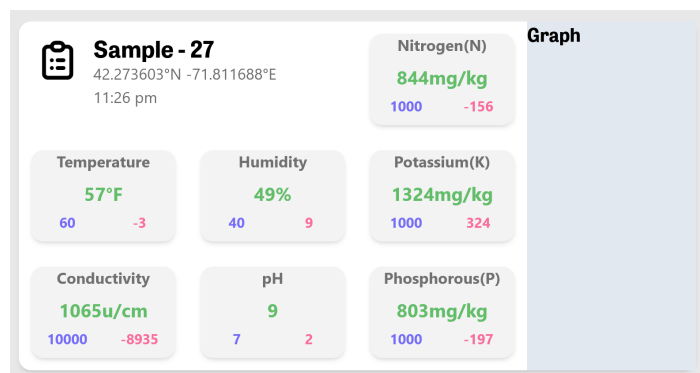 Sample - 27
42.273603°N -71.811688°E
11:26 pm
Nitrogen(N)
844mg/kg
1000 -156
Graph
Temperature
57°F
60 -3
Humidity
49%
40 9
Potassium(K)
1324mg/kg
1000 324
Conductivity
1065u/cm
10000 -8935
pH
9
7 2
Phosphorous(P)
803mg/kg
1000 -197